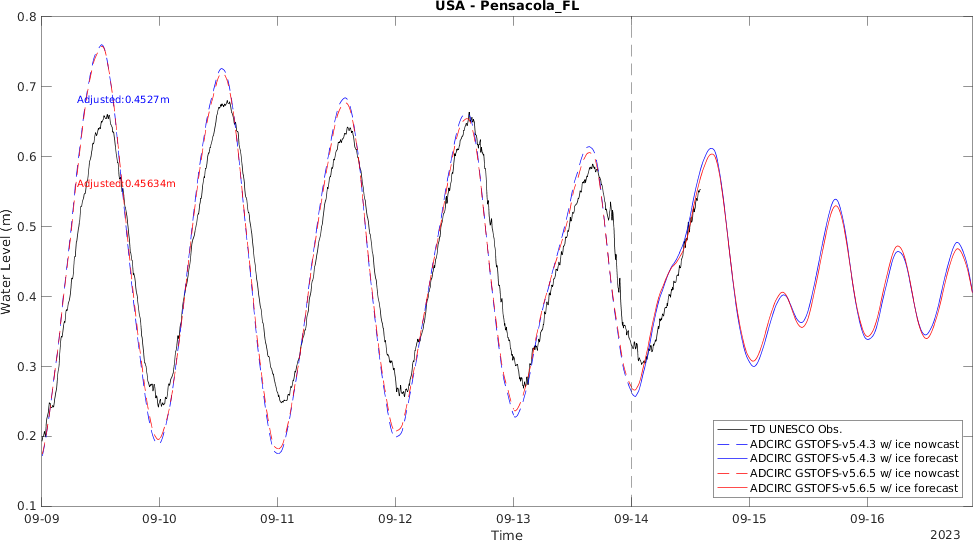 USA - Pensacola_FL
0.8
0.7
0.6
0.5
0.4
0.3
0.2
0.1
Water Level (m)
Adjusted:0.4527m
Adjusted:0.45634m
TD UNESCO Obs.
ADCIRC GSTOFS-v5.4.3 w/ ice nowcast
ADCIRC GSTOFS-v5.4.3 w/ ice forecast
ADCIRC GSTOFS-v5.6.5 w/ ice nowcast
ADCIRC GSTOFS-v5.6.5 w/ ice forecast
09-09 09-10 09-11 09-12 09-13 09-14 09-15 09-16
Time
2023